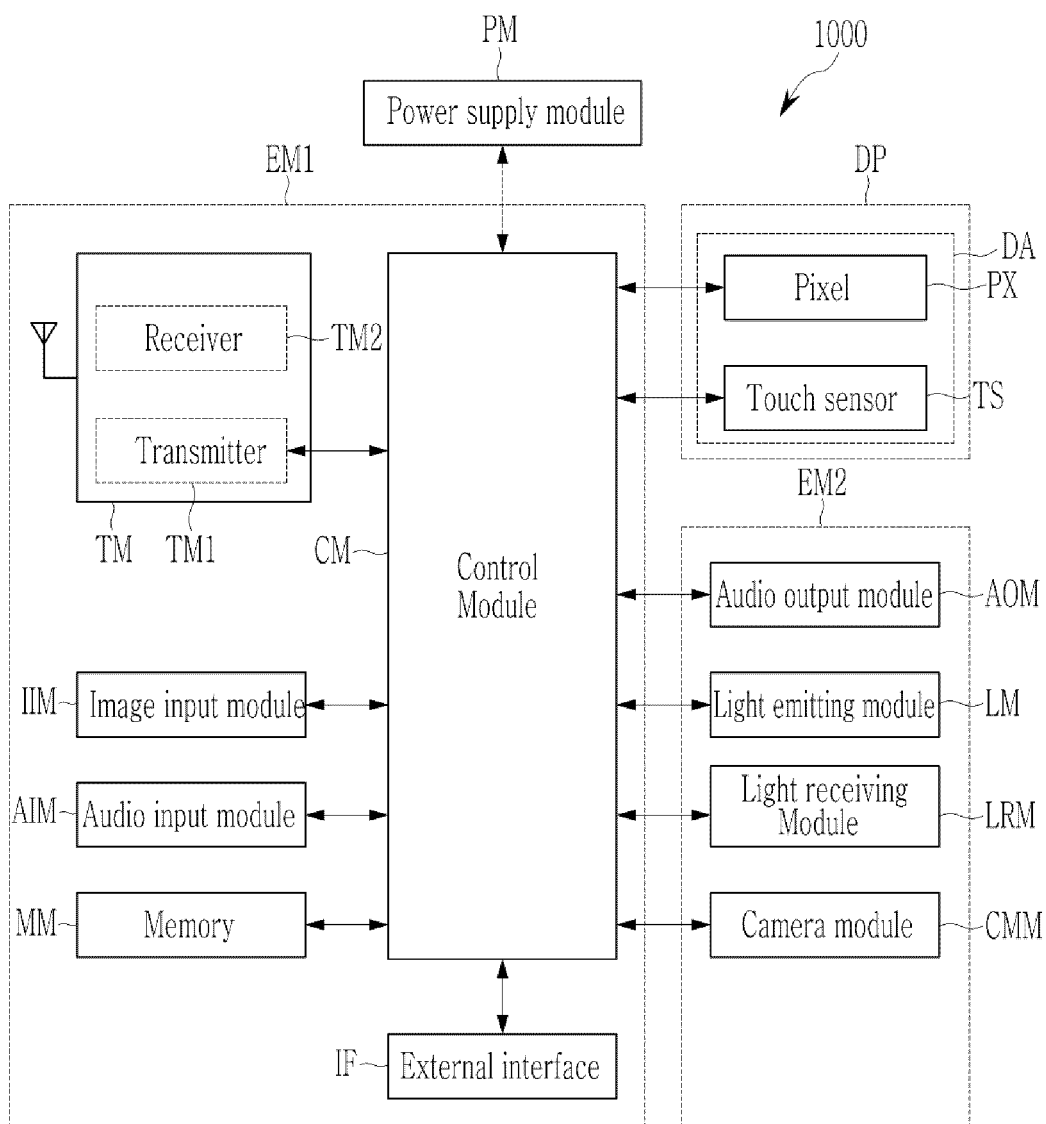 PM
1000
Power supply module
EM1
DP
DA
Pixel
PX
Receiver
TM2
Touch sensor
TS
Transmitter
EM2
TM
TM1
CM
Control
Module
Audio output module
AOM
IIM
Image input module
Light emitting module
LM
AIM
Audio input module
Light receiving
Module
LRM
MM
Memory
Camera module
CMM
IF
External interface